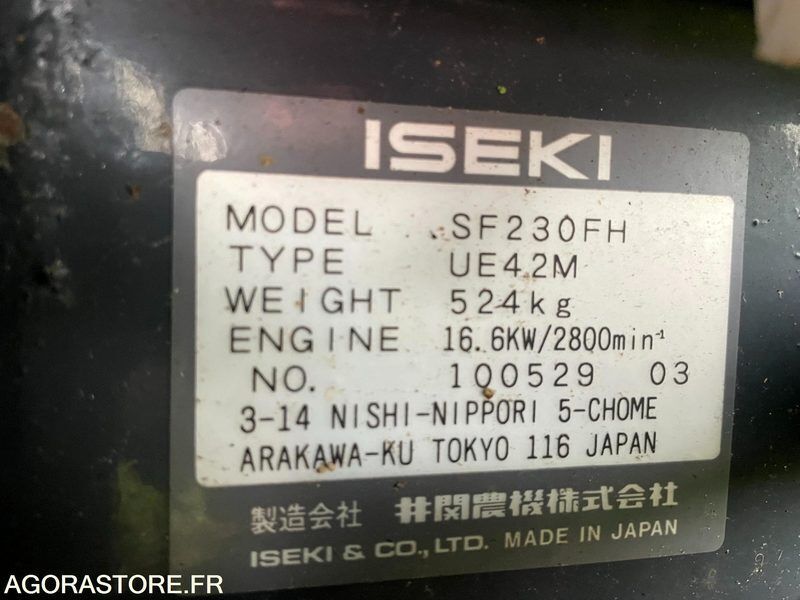 ISEKI
MODEL SF230FH
TYPE UE42M
WEIGHT 524kg
ENGINE 16.6KW/2800min⁻¹
NO. 100529 03
3-14 NISHI-NIPPORI 5-CHOME
ARAKAWA-KU TOKYO 116 JAPAN
製造会社 井関農機株式会社
ISEKI & CO., LTD. MADE IN JAPAN
AGORASTORE.FR